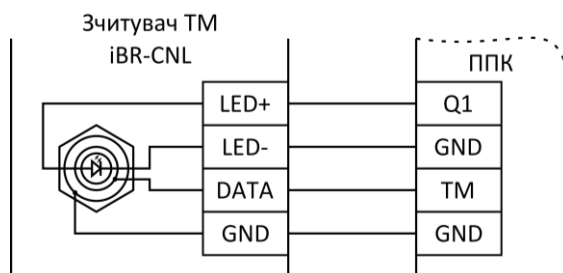 Зчитувач ТМ
iBR-CNL
ППК
LED+
Q1
LED-
GND
DATA
TM
GND
GND